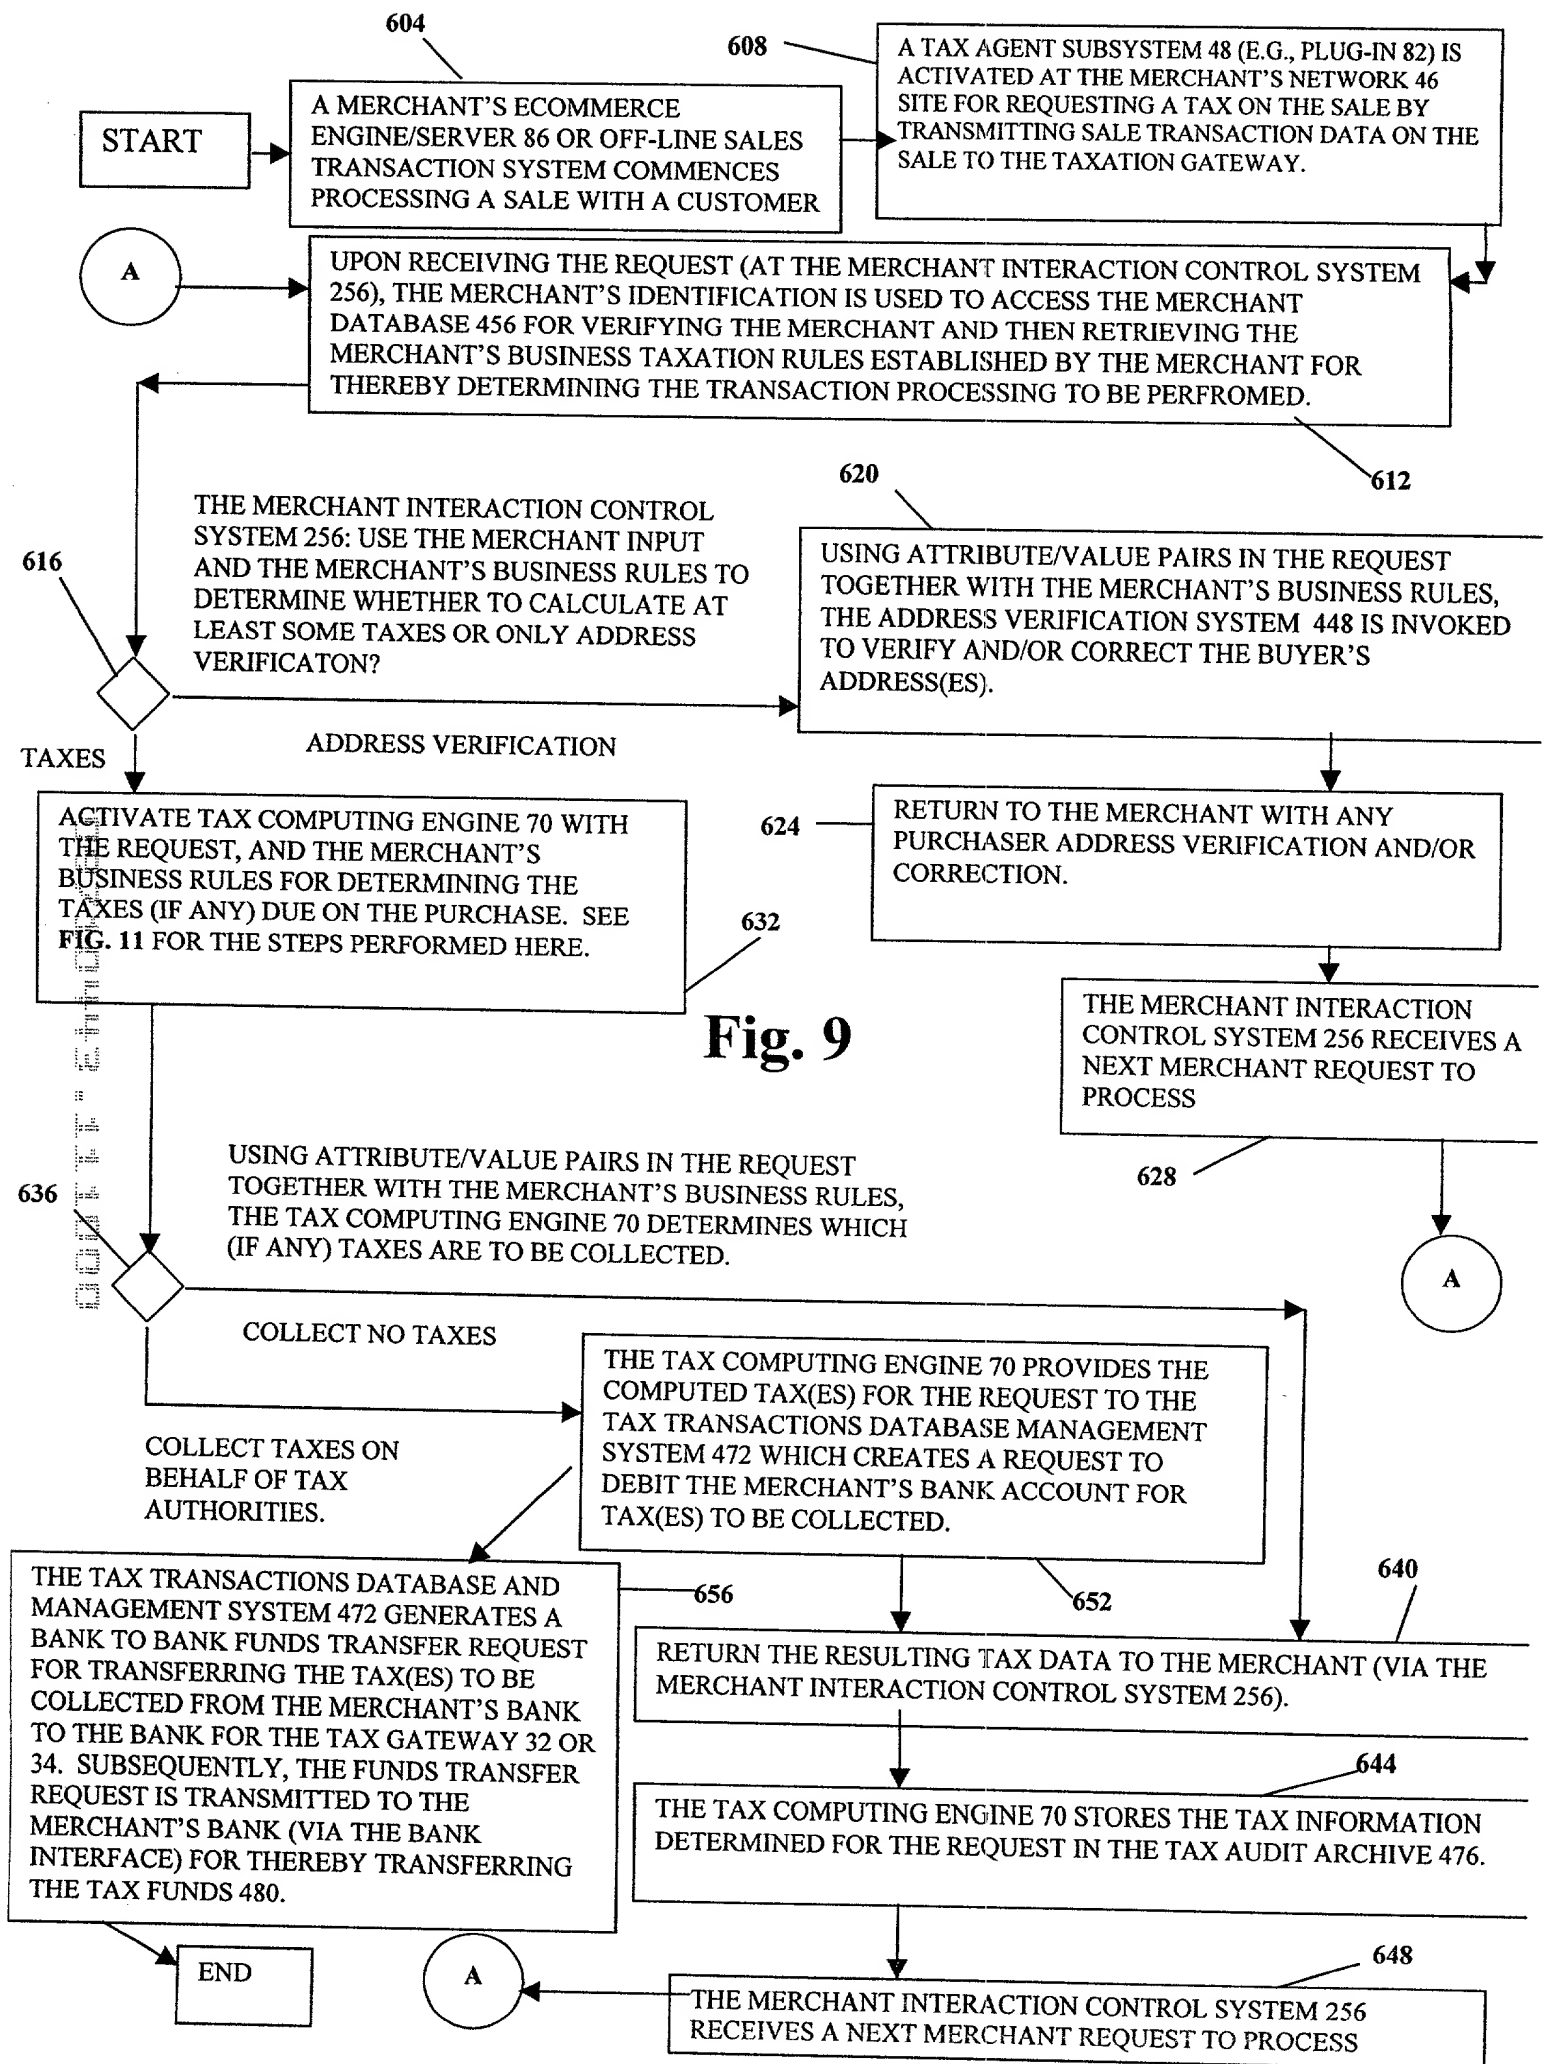 604
608
START
A MERCHANT'S ECOMMERCE
ENGINE/SERVER 86 OR OFF-LINE SALES
TRANSACTION SYSTEM COMMENCES
PROCESSING A SALE WITH A CUSTOMER
A TAX AGENT SUBSYSTEM 48 (E.G., PLUG-IN 82) IS
ACTIVATED AT THE MERCHANT'S NETWORK 46
SITE FOR REQUESTING A TAX ON THE SALE BY
TRANSMITTING SALE TRANSACTION DATA ON THE
SALE TO THE TAXATION GATEWAY.
A
UPON RECEIVING THE REQUEST (AT THE MERCHANT INTERACTION CONTROL SYSTEM
256), THE MERCHANT'S IDENTIFICATION IS USED TO ACCESS THE MERCHANT
DATABASE 456 FOR VERIFYING THE MERCHANT AND THEN RETRIEVING THE
MERCHANT'S BUSINESS TAXATION RULES ESTABLISHED BY THE MERCHANT FOR
THEREBY DETERMINING THE TRANSACTION PROCESSING TO BE PERFROMED.
612
616
THE MERCHANT INTERACTION CONTROL
SYSTEM 256: USE THE MERCHANT INPUT
AND THE MERCHANT'S BUSINESS RULES TO
DETERMINE WHETHER TO CALCULATE AT
LEAST SOME TAXES OR ONLY ADDRESS
VERIFICATON?
620
USING ATTRIBUTE/VALUE PAIRS IN THE REQUEST
TOGETHER WITH THE MERCHANT'S BUSINESS RULES,
THE ADDRESS VERIFICATION SYSTEM 448 IS INVOKED
TO VERIFY AND/OR CORRECT THE BUYER'S
ADDRESS(ES).
TAXES
ADDRESS VERIFICATION
ACTIVATE TAX COMPUTING ENGINE 70 WITH
THE REQUEST, AND THE MERCHANT'S
BUSINESS RULES FOR DETERMINING THE
TAXES (IF ANY) DUE ON THE PURCHASE. SEE
FIG. 11 FOR THE STEPS PERFORMED HERE.
632
624
RETURN TO THE MERCHANT WITH ANY
PURCHASER ADDRESS VERIFICATION AND/OR
CORRECTION.
Fig. 9
THE MERCHANT INTERACTION
CONTROL SYSTEM 256 RECEIVES A
NEXT MERCHANT REQUEST TO
PROCESS
628
A
636
USING ATTRIBUTE/VALUE PAIRS IN THE REQUEST
TOGETHER WITH THE MERCHANT'S BUSINESS RULES,
THE TAX COMPUTING ENGINE 70 DETERMINES WHICH
(IF ANY) TAXES ARE TO BE COLLECTED.
COLLECT NO TAXES
COLLECT TAXES ON
BEHALF OF TAX
AUTHORITIES.
THE TAX COMPUTING ENGINE 70 PROVIDES THE
COMPUTED TAX(ES) FOR THE REQUEST TO THE
TAX TRANSACTIONS DATABASE MANAGEMENT
SYSTEM 472 WHICH CREATES A REQUEST TO
DEBIT THE MERCHANT'S BANK ACCOUNT FOR
TAX(ES) TO BE COLLECTED.
652
640
THE TAX TRANSACTIONS DATABASE AND
MANAGEMENT SYSTEM 472 GENERATES A
BANK TO BANK FUNDS TRANSFER REQUEST
FOR TRANSFERRING THE TAX(ES) TO BE
COLLECTED FROM THE MERCHANT'S BANK
TO THE BANK FOR THE TAX GATEWAY 32 OR
34. SUBSEQUENTLY, THE FUNDS TRANSFER
REQUEST IS TRANSMITTED TO THE
MERCHANT'S BANK (VIA THE BANK
INTERFACE) FOR THEREBY TRANSFERRING
THE TAX FUNDS 480.
656
RETURN THE RESULTING TAX DATA TO THE MERCHANT (VIA THE
MERCHANT INTERACTION CONTROL SYSTEM 256).
644
THE TAX COMPUTING ENGINE 70 STORES THE TAX INFORMATION
DETERMINED FOR THE REQUEST IN THE TAX AUDIT ARCHIVE 476.
END
A
648
THE MERCHANT INTERACTION CONTROL SYSTEM 256
RECEIVES A NEXT MERCHANT REQUEST TO PROCESS